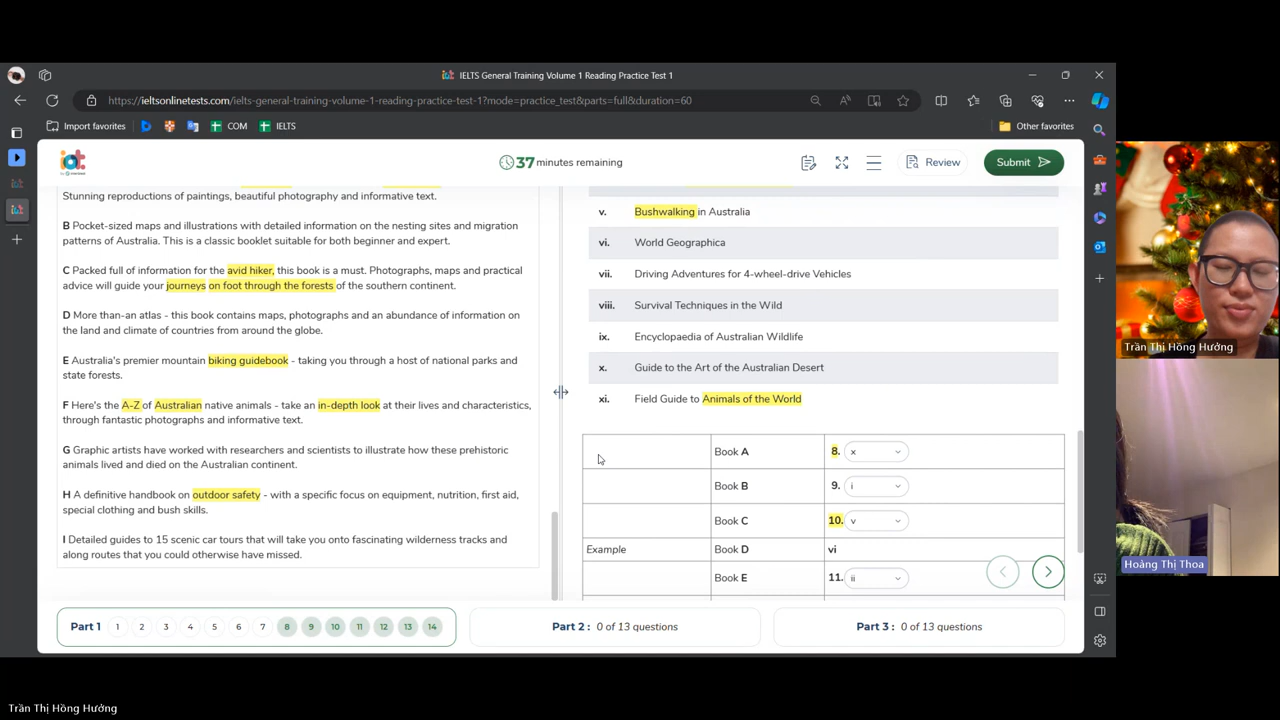 IELTS General Training Volume 1 Reading Practice Test 1
https://ieltsonlinetests.com/ielts-general-training-volume-1-reading-practice-test-1?mode=practice_test&parts=full&duration=60
Import favorites
COM
IELTS
Other favorites
iot
37 minutes remaining
Review
Submit
Stunning reproductions of paintings, beautiful photography and informative text.
B Pocket-sized maps and illustrations with detailed information on the nesting sites and migration
patterns of Australia. This is a classic booklet suitable for both beginner and expert.
C Packed full of information for the avid hiker, this book is a must. Photographs, maps and practical
advice will guide your journeys on foot through the forests of the southern continent.
D More than-an atlas - this book contains maps, photographs and an abundance of information on
the land and climate of countries from around the globe.
E Australia's premier mountain biking guidebook - taking you through a host of national parks and
state forests.
F Here's the A-Z of Australian native animals - take an in-depth look at their lives and characteristics,
through fantastic photographs and informative text.
G Graphic artists have worked with researchers and scientists to illustrate how these prehistoric
animals lived and died on the Australian continent.
H A definitive handbook on outdoor safety - with a specific focus on equipment, nutrition, first aid,
special clothing and bush skills.
I Detailed guides to 15 scenic car tours that will take you onto fascinating wilderness tracks and
along routes that you could otherwise have missed.
v. Bushwalking in Australia
vi. World Geographica
vii. Driving Adventures for 4-wheel-drive Vehicles
viii. Survival Techniques in the Wild
ix. Encyclopaedia of Australian Wildlife
x. Guide to the Art of the Australian Desert
xi. Field Guide to Animals of the World
Book A 8. x
Book B 9. i
Book C 10. v
Example Book D vi
Book E 11. ii
Part 1 1 2 3 4 5 6 7 8 9 10 11 12 13 14
Part 2 : 0 of 13 questions
Part 3 : 0 of 13 questions
Trần Thị Hồng Hưởng
Hoàng Thị Thoa
Trần Thị Hồng Hưởng